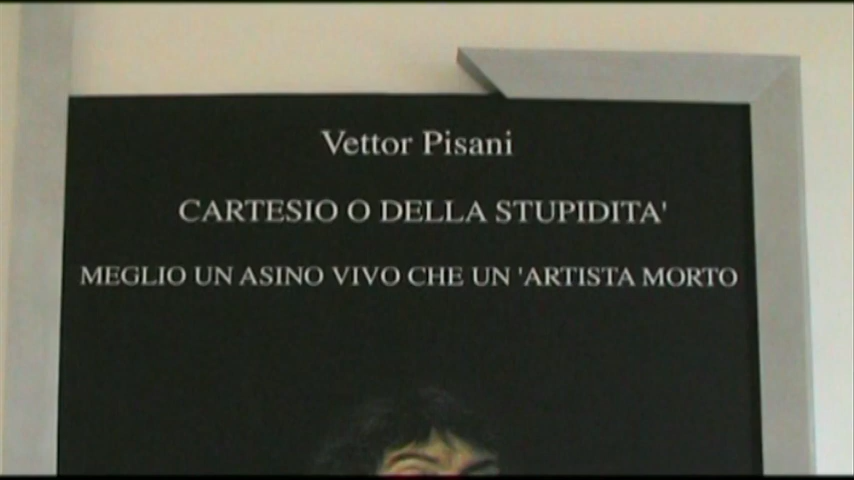 Vettor Pisani
CARTESIO O DELLA STUPIDITA'
MEGLIO UN ASINO VIVO CHE UN 'ARTISTA MORTO